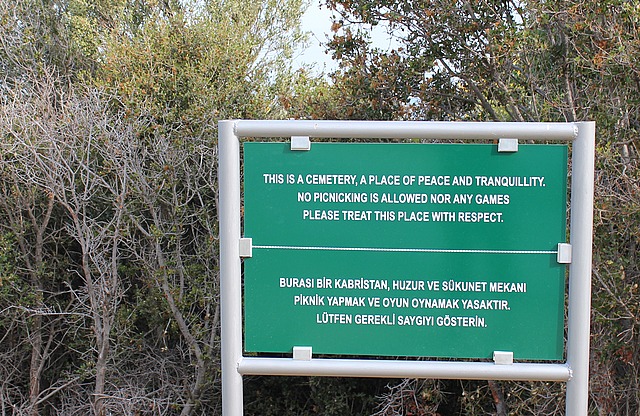 THIS IS A CEMETERY, A PLACE OF PEACE AND TRANQUILLITY.
NO PICNICKING IS ALLOWED NOR ANY GAMES
PLEASE TREAT THIS PLACE WITH RESPECT.
BURASI BİR KABRİSTAN, HUZUR VE SÜKUNET MEKANI
PİKNİK YAPMAK VE OYUN OYNAMAK YASAKTIR.
LÜTFEN GEREKLİ SAYGIYI GÖSTERİN.